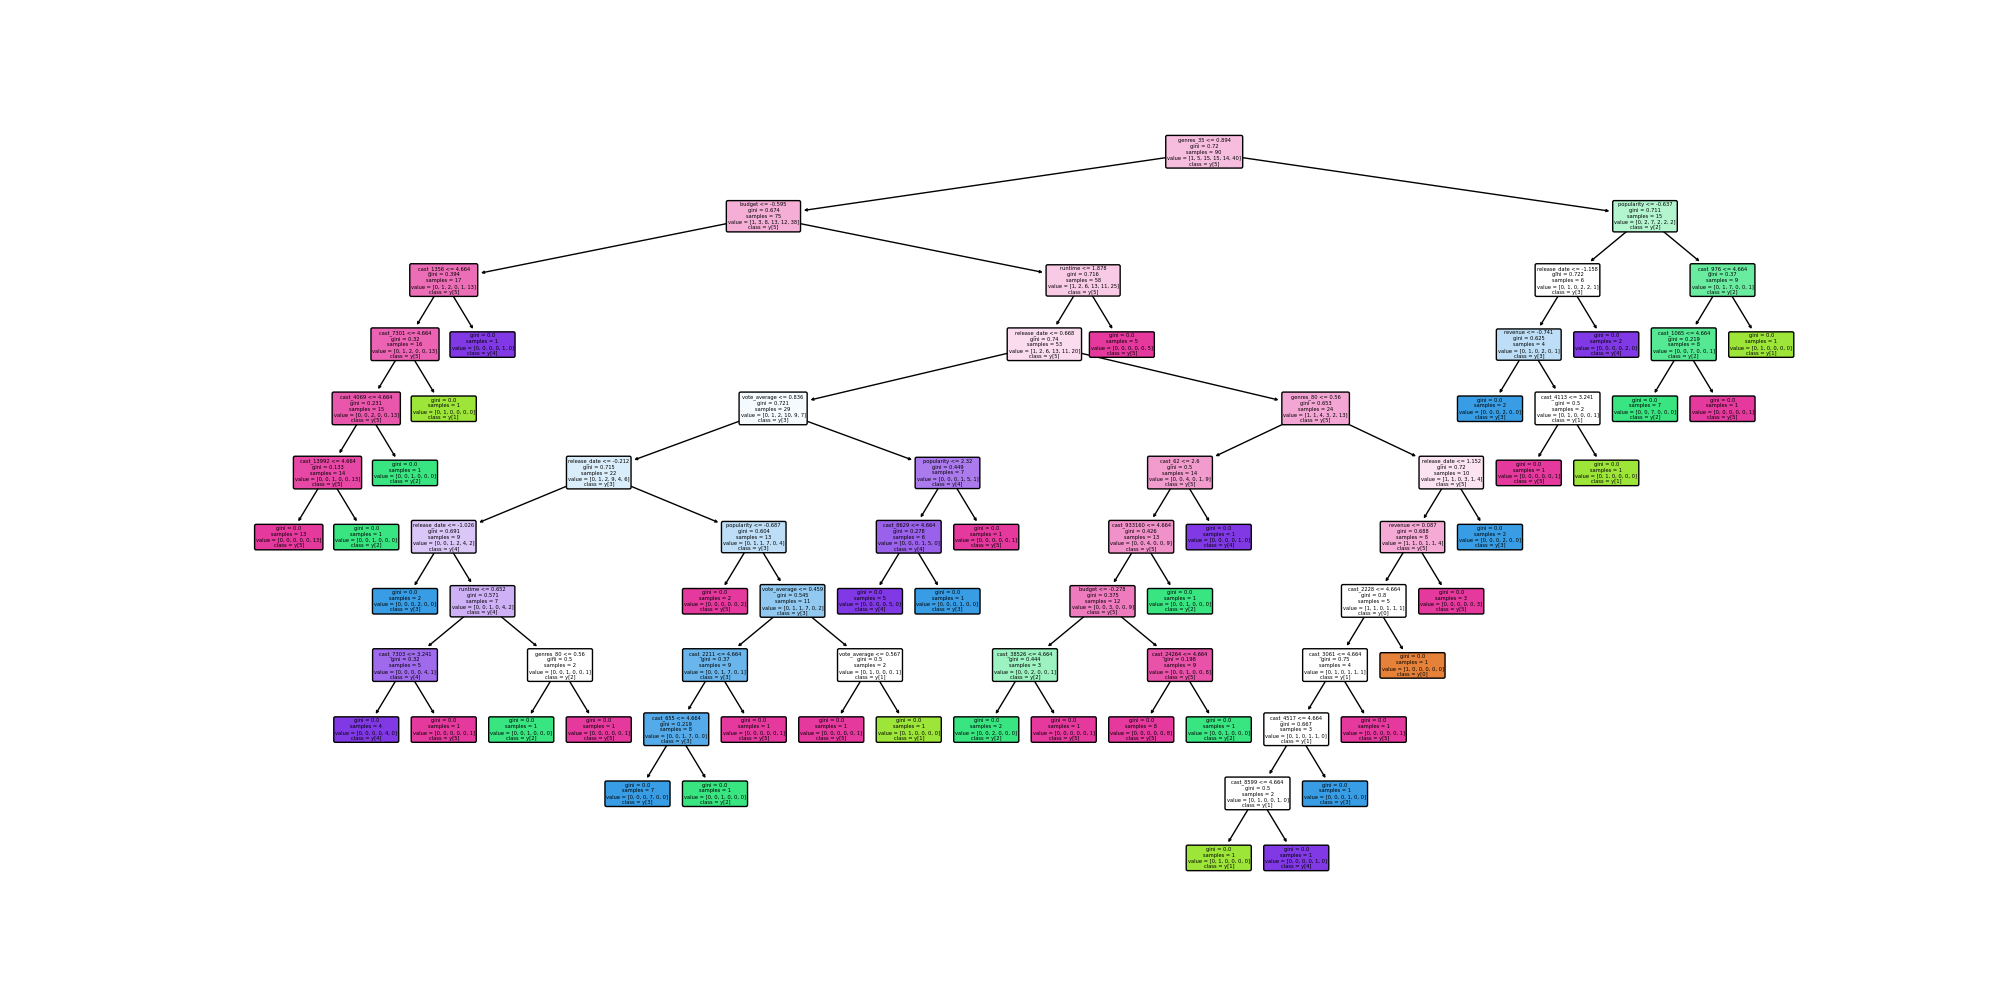 genres_35 <= 0.894
gini = 0.72
samples = 90
value = [1, 5, 15, 15, 14, 40]
class = y[5]
budget <= -0.595
gini = 0.674
samples = 75
value = [1, 3, 8, 13, 12, 38]
class = y[5]
popularity <= -0.637
gini = 0.711
samples = 15
value = [0, 2, 7, 2, 2, 2]
class = y[2]
cast_1356 <= 4.664
gini = 0.394
samples = 17
value = [0, 1, 2, 0, 1, 13]
class = y[5]
runtime <= 1.878
gini = 0.716
samples = 58
value = [1, 2, 6, 13, 11, 25]
class = y[5]
release_date <= -1.158
gini = 0.722
samples = 6
value = [0, 1, 0, 2, 2, 1]
class = y[3]
cast_976 <= 4.664
gini = 0.37
samples = 9
value = [0, 1, 7, 0, 0, 1]
class = y[2]
cast_7301 <= 4.664
gini = 0.32
samples = 16
value = [0, 1, 2, 0, 0, 13]
class = y[5]
gini = 0.0
samples = 1
value = [0, 0, 0, 0, 1, 0]
class = y[4]
release_date <= 0.668
gini = 0.74
samples = 53
value = [1, 2, 6, 13, 11, 20]
class = y[5]
gini = 0.0
samples = 5
value = [0, 0, 0, 0, 0, 5]
class = y[5]
revenue <= -0.741
gini = 0.625
samples = 4
value = [0, 1, 0, 2, 0, 1]
class = y[3]
gini = 0.0
samples = 2
value = [0, 0, 0, 0, 2, 0]
class = y[4]
cast_1065 <= 4.664
gini = 0.219
samples = 8
value = [0, 0, 7, 0, 0, 1]
class = y[2]
gini = 0.0
samples = 1
value = [0, 1, 0, 0, 0, 0]
class = y[1]
cast_4069 <= 4.664
gini = 0.231
samples = 15
value = [0, 0, 2, 0, 0, 13]
class = y[5]
gini = 0.0
samples = 1
value = [0, 1, 0, 0, 0, 0]
class = y[1]
vote_average <= 0.836
gini = 0.721
samples = 29
value = [0, 1, 2, 10, 9, 7]
class = y[3]
genres_80 <= 0.56
gini = 0.653
samples = 24
value = [1, 1, 4, 3, 2, 13]
class = y[5]
gini = 0.0
samples = 2
value = [0, 0, 0, 2, 0, 0]
class = y[3]
cast_4113 <= 3.241
gini = 0.5
samples = 2
value = [0, 1, 0, 0, 0, 1]
class = y[1]
gini = 0.0
samples = 7
value = [0, 0, 7, 0, 0, 0]
class = y[2]
gini = 0.0
samples = 1
value = [0, 0, 0, 0, 0, 1]
class = y[5]
cast_13992 <= 4.664
gini = 0.133
samples = 14
value = [0, 0, 1, 0, 0, 13]
class = y[5]
gini = 0.0
samples = 1
value = [0, 0, 1, 0, 0, 0]
class = y[2]
release_date <= -0.212
gini = 0.715
samples = 22
value = [0, 1, 2, 9, 4, 6]
class = y[3]
popularity <= 2.32
gini = 0.449
samples = 7
value = [0, 0, 0, 1, 5, 1]
class = y[4]
cast_62 <= 2.6
gini = 0.5
samples = 14
value = [0, 0, 4, 0, 1, 9]
class = y[5]
release_date <= 1.152
gini = 0.72
samples = 10
value = [1, 1, 0, 3, 1, 4]
class = y[5]
gini = 0.0
samples = 1
value = [0, 0, 0, 0, 0, 1]
class = y[5]
gini = 0.0
samples = 1
value = [0, 1, 0, 0, 0, 0]
class = y[1]
gini = 0.0
samples = 13
value = [0, 0, 0, 0, 0, 13]
class = y[5]
gini = 0.0
samples = 1
value = [0, 0, 1, 0, 0, 0]
class = y[2]
release_date <= -1.026
gini = 0.691
samples = 9
value = [0, 0, 1, 2, 4, 2]
class = y[4]
popularity <= -0.687
gini = 0.604
samples = 13
value = [0, 1, 1, 7, 0, 4]
class = y[3]
cast_8629 <= 4.664
gini = 0.278
samples = 6
value = [0, 0, 0, 1, 5, 0]
class = y[4]
gini = 0.0
samples = 1
value = [0, 0, 0, 0, 0, 1]
class = y[5]
cast_933160 <= 4.664
gini = 0.426
samples = 13
value = [0, 0, 4, 0, 0, 9]
class = y[5]
gini = 0.0
samples = 1
value = [0, 0, 0, 0, 1, 0]
class = y[4]
revenue <= 0.087
gini = 0.688
samples = 8
value = [1, 1, 0, 1, 1, 4]
class = y[5]
gini = 0.0
samples = 2
value = [0, 0, 0, 2, 0, 0]
class = y[3]
gini = 0.0
samples = 2
value = [0, 0, 0, 2, 0, 0]
class = y[3]
runtime <= 0.652
gini = 0.571
samples = 7
value = [0, 0, 1, 0, 4, 2]
class = y[4]
gini = 0.0
samples = 2
value = [0, 0, 0, 0, 0, 2]
class = y[5]
vote_average <= 0.459
gini = 0.545
samples = 11
value = [0, 1, 1, 7, 0, 2]
class = y[3]
gini = 0.0
samples = 5
value = [0, 0, 0, 0, 5, 0]
class = y[4]
gini = 0.0
samples = 1
value = [0, 0, 0, 1, 0, 0]
class = y[3]
budget <= -0.278
gini = 0.375
samples = 12
value = [0, 0, 3, 0, 0, 9]
class = y[5]
gini = 0.0
samples = 1
value = [0, 0, 1, 0, 0, 0]
class = y[2]
cast_2228 <= 4.664
gini = 0.8
samples = 5
value = [1, 1, 0, 1, 1, 1]
class = y[0]
gini = 0.0
samples = 3
value = [0, 0, 0, 0, 0, 3]
class = y[5]
cast_7303 <= 3.241
gini = 0.32
samples = 5
value = [0, 0, 0, 0, 4, 1]
class = y[4]
genres_80 <= 0.56
gini = 0.5
samples = 2
value = [0, 0, 1, 0, 0, 1]
class = y[2]
cast_2211 <= 4.664
gini = 0.37
samples = 9
value = [0, 0, 1, 7, 0, 1]
class = y[3]
vote_average <= 0.567
gini = 0.5
samples = 2
value = [0, 1, 0, 0, 0, 1]
class = y[1]
cast_38526 <= 4.664
gini = 0.444
samples = 3
value = [0, 0, 2, 0, 0, 1]
class = y[2]
cast_24264 <= 4.664
gini = 0.198
samples = 9
value = [0, 0, 1, 0, 0, 8]
class = y[5]
cast_3061 <= 4.664
gini = 0.75
samples = 4
value = [0, 1, 0, 1, 1, 1]
class = y[1]
gini = 0.0
samples = 1
value = [1, 0, 0, 0, 0, 0]
class = y[0]
gini = 0.0
samples = 4
value = [0, 0, 0, 0, 4, 0]
class = y[4]
gini = 0.0
samples = 1
value = [0, 0, 0, 0, 0, 1]
class = y[5]
gini = 0.0
samples = 1
value = [0, 0, 1, 0, 0, 0]
class = y[2]
gini = 0.0
samples = 1
value = [0, 0, 0, 0, 0, 1]
class = y[5]
cast_655 <= 4.664
gini = 0.219
samples = 8
value = [0, 0, 1, 7, 0, 0]
class = y[3]
gini = 0.0
samples = 1
value = [0, 0, 0, 0, 0, 1]
class = y[5]
gini = 0.0
samples = 1
value = [0, 0, 0, 0, 0, 1]
class = y[5]
gini = 0.0
samples = 1
value = [0, 1, 0, 0, 0, 0]
class = y[1]
gini = 0.0
samples = 2
value = [0, 0, 2, 0, 0, 0]
class = y[2]
gini = 0.0
samples = 1
value = [0, 0, 0, 0, 0, 1]
class = y[5]
gini = 0.0
samples = 8
value = [0, 0, 0, 0, 0, 8]
class = y[5]
gini = 0.0
samples = 1
value = [0, 0, 1, 0, 0, 0]
class = y[2]
cast_4517 <= 4.664
gini = 0.667
samples = 3
value = [0, 1, 0, 1, 1, 0]
class = y[1]
gini = 0.0
samples = 1
value = [0, 0, 0, 0, 0, 1]
class = y[5]
gini = 0.0
samples = 7
value = [0, 0, 0, 7, 0, 0]
class = y[3]
gini = 0.0
samples = 1
value = [0, 0, 1, 0, 0, 0]
class = y[2]
cast_8599 <= 4.664
gini = 0.5
samples = 2
value = [0, 1, 0, 0, 1, 0]
class = y[1]
gini = 0.0
samples = 1
value = [0, 0, 0, 1, 0, 0]
class = y[3]
gini = 0.0
samples = 1
value = [0, 1, 0, 0, 0, 0]
class = y[1]
gini = 0.0
samples = 1
value = [0, 0, 0, 0, 1, 0]
class = y[4]